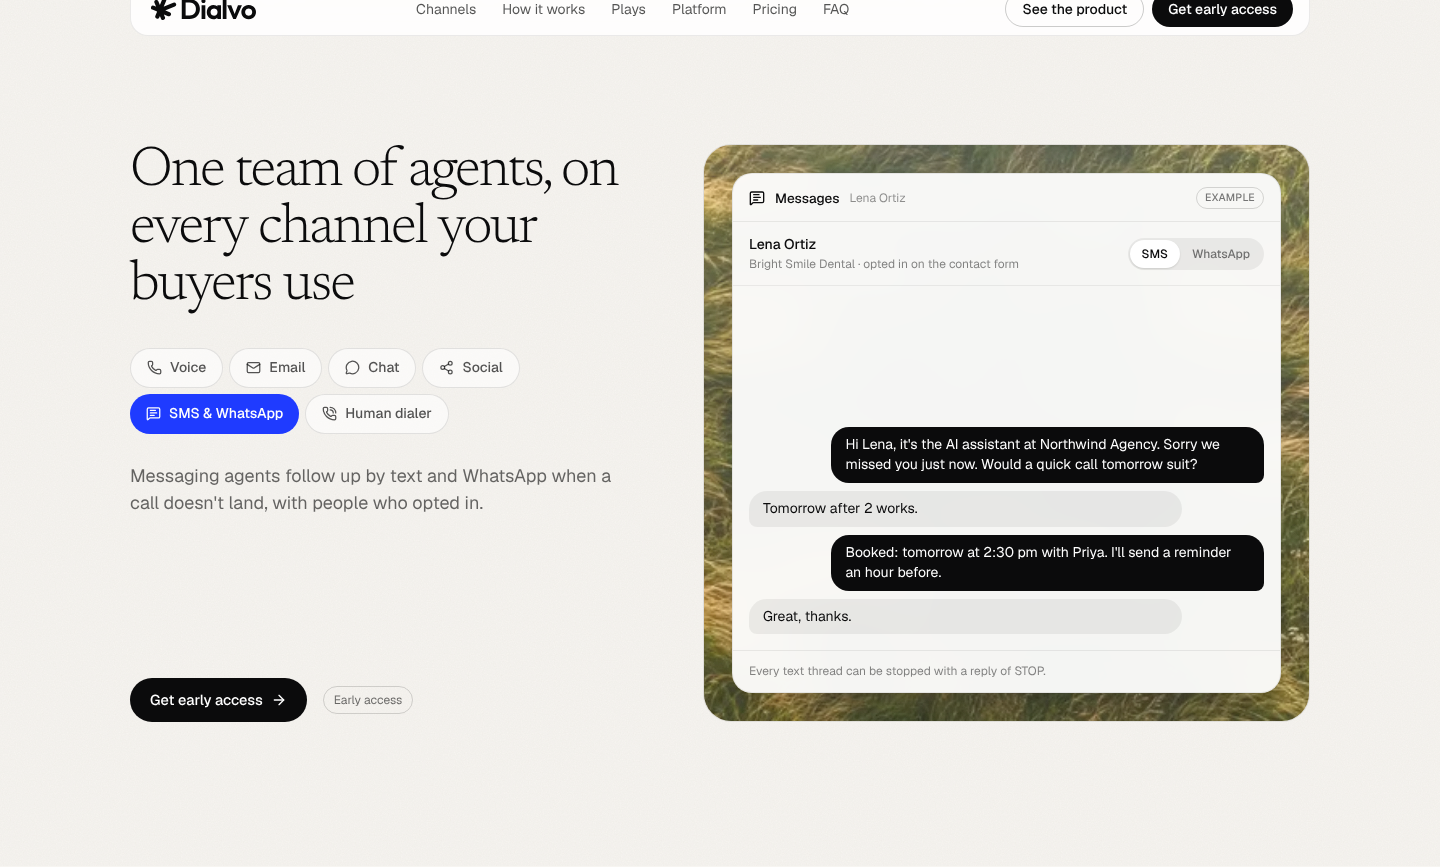 Dialvo
Channels
How it works
Plays
Platform
Pricing
FAQ
See the product
Get early access
One team of agents, on
every channel your
buyers use
Voice
Email
Chat
Social
SMS & WhatsApp
Human dialer
Messaging agents follow up by text and WhatsApp when a
call doesn't land, with people who opted in.
Get early access
Early access
Messages
Lena Ortiz
EXAMPLE
Lena Ortiz
Bright Smile Dental · opted in on the contact form
SMS
WhatsApp
Hi Lena, it's the AI assistant at Northwind Agency. Sorry we
missed you just now. Would a quick call tomorrow suit?
Tomorrow after 2 works.
Booked: tomorrow at 2:30 pm with Priya. I'll send a reminder
an hour before.
Great, thanks.
Every text thread can be stopped with a reply of STOP.